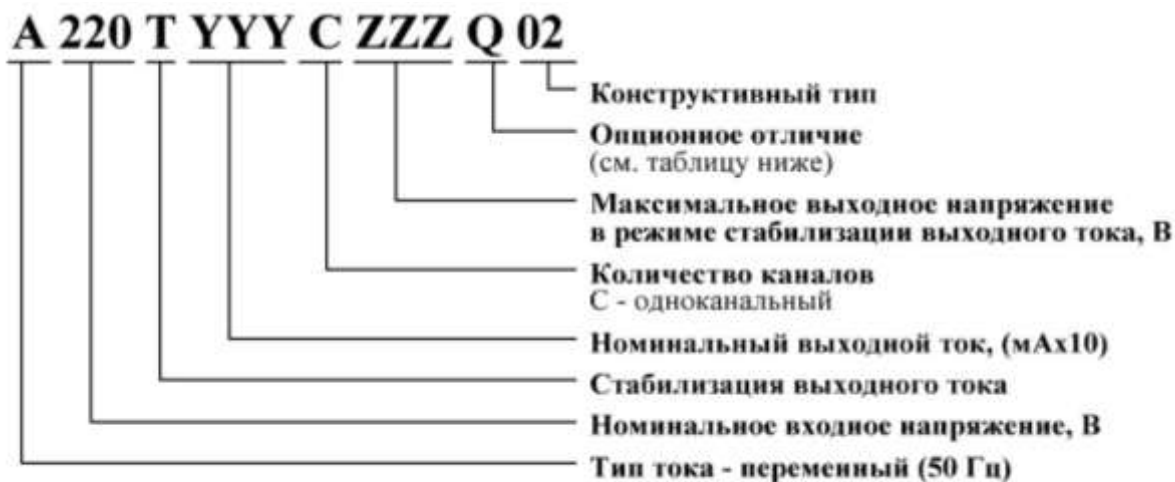 A 220 T YYY C ZZZ Q 02
Конструктивный тип
Опционное отличие
(см. таблицу ниже)
Максимальное выходное напряжение
в режиме стабилизации выходного тока, В
Количество каналов
С - одноканальный
Номинальный выходной ток, (мАх10)
Стабилизация выходного тока
Номинальное входное напряжение, В
Тип тока - переменный (50 Гц)